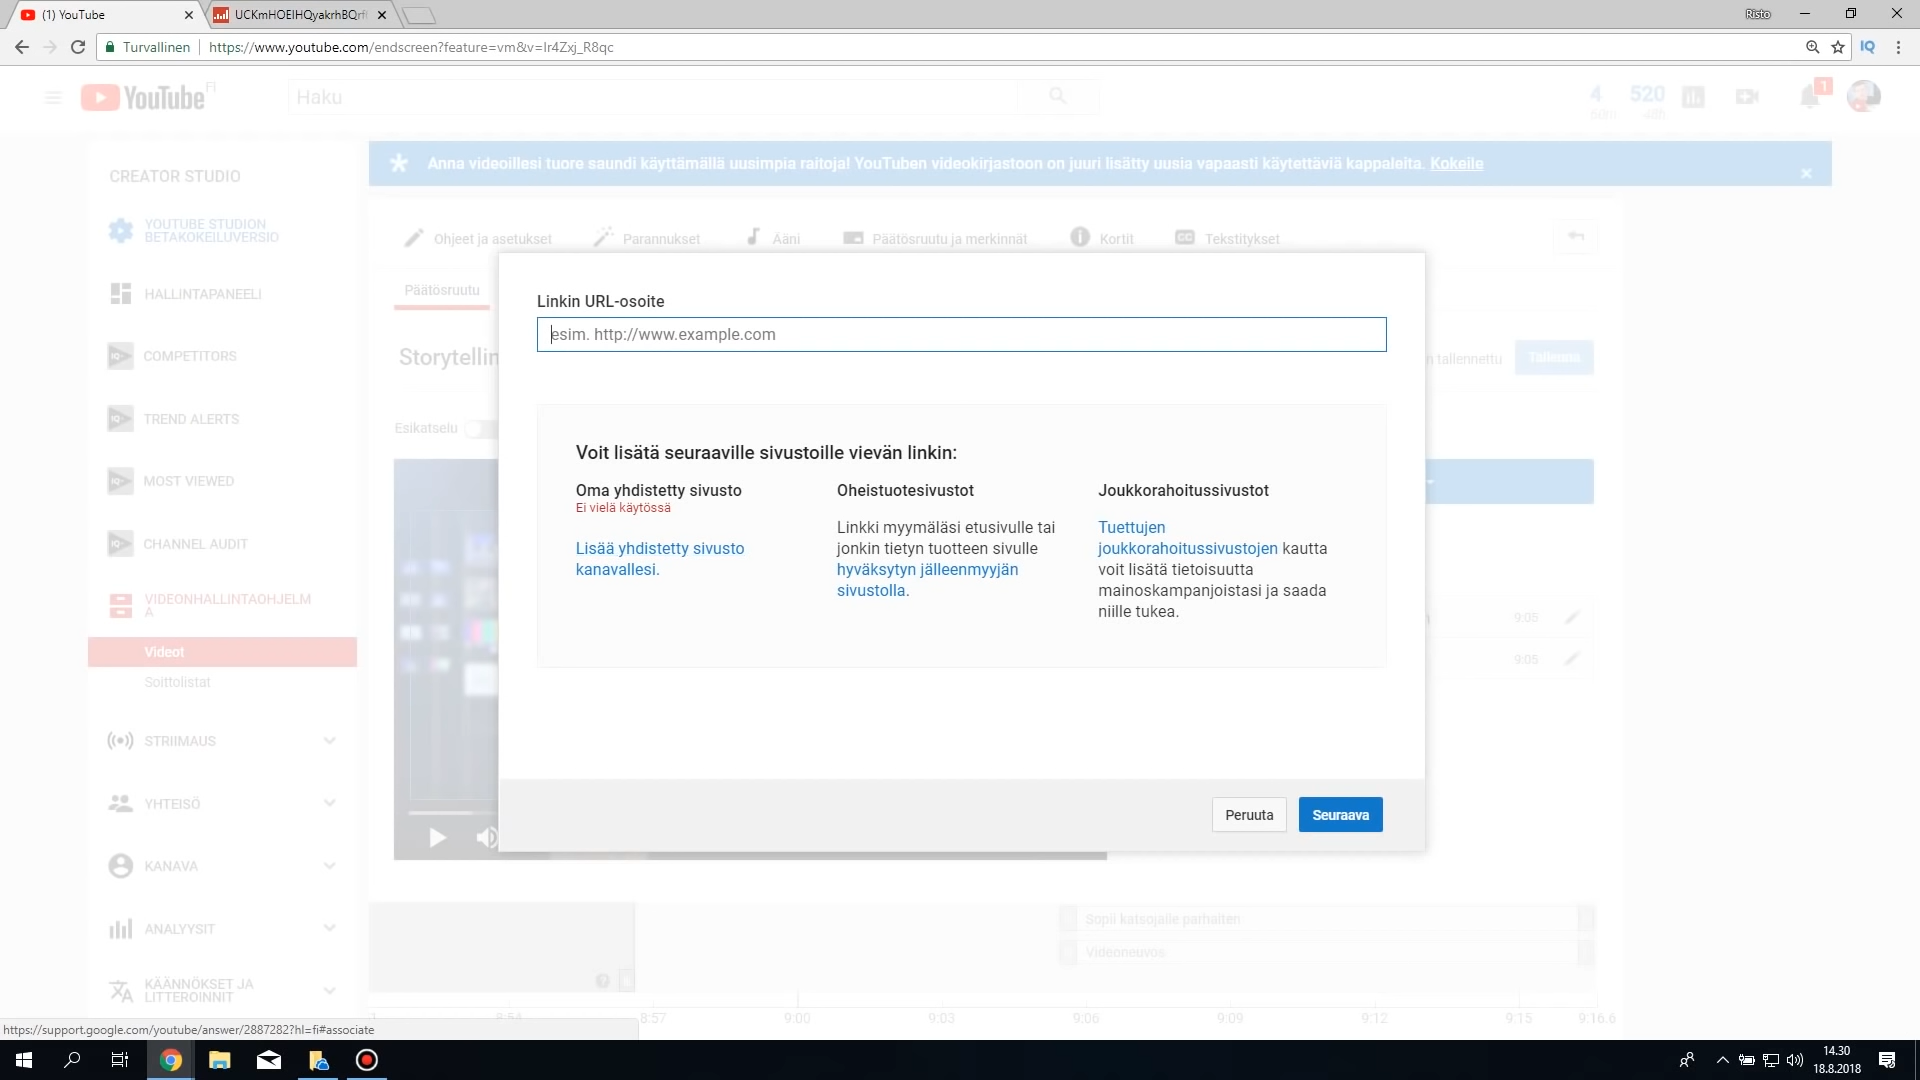 (1) YouTube
UCKmHOEIHQyakrhBQrf
Risto
Turvallinen
https://www.youtube.com/endscreen?feature=vm&v=Ir4Zxj_R8qc
IQ
YouTube FI
Haku
4
60m
520
48h
1
CREATOR STUDIO
YOUTUBE STUDION
BETAKOKEILUVERSIO
HALLINTAPANEELI
COMPETITORS
TREND ALERTS
MOST VIEWED
CHANNEL AUDIT
VIDEONHALLINTAOHJELM
A
Videot
Soittolistat
STRIIMAUS
YHTEISÖ
KANAVA
ANALYYSIT
KÄÄNNÖKSET JA
LITTEROINNIT
Anna videoillesi tuore saundi käyttämällä uusimpia raitoja! YouTuben videokirjastoon on juuri lisätty uusia vapaasti käytettäviä kappaleita. Kokeile
Ohjeet ja asetukset
Parannukset
Ääni
Päätösruutu ja merkinnät
Kortit
CC Tekstitykset
Päätösruutu
Storytellin
n tallennettu
Tallenna
Esikatselu
9:05
9:05
Linkin URL-osoite
esim. http://www.example.com
Voit lisätä seuraaville sivustoille vievän linkin:
Oma yhdistetty sivusto
Ei vielä käytössä
Lisää yhdistetty sivusto
kanavallesi.
Oheistuotesivustot
Linkki myymäläsi etusivulle tai
jonkin tietyn tuotteen sivulle
hyväksytyn jälleenmyyjän
sivustolla.
Joukkorahoitussivustot
Tuettujen
joukkorahoitussivustojen kautta
voit lisätä tietoisuutta
mainoskampanjoistasi ja saada
niille tukea.
Peruuta
Seuraava
Sopii katsojalle parhaiten
Videoneuvos
8:54
8:57
9:00
9:03
9:06
9:09
9:12
9:15
9:16.6
https://support.google.com/youtube/answer/2887282?hl=fi#associate
14.30
18.8.2018